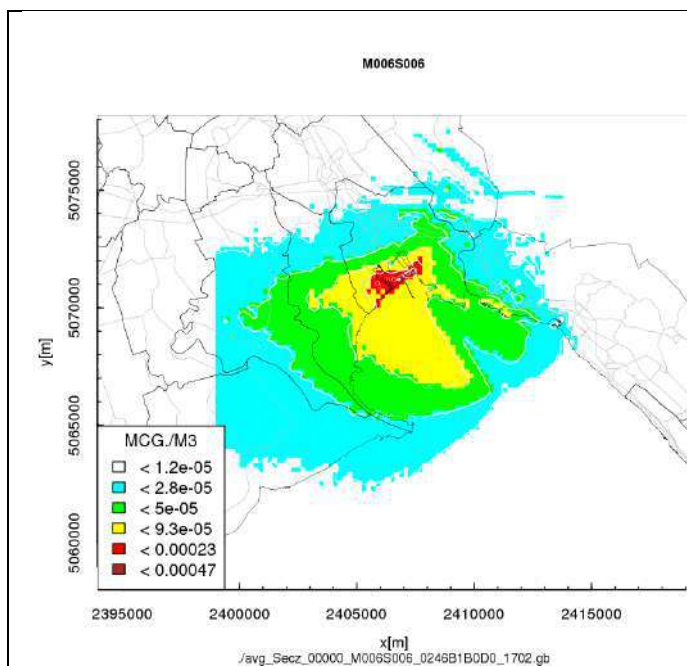 M006S006
5075000
5070000
5065000
5060000
y[m]
MCG./M3
< 1.2e-05
< 2.8e-05
< 5e-05
< 9.3e-05
< 0.00023
< 0.00047
2395000 2400000 2405000 2410000 2415000
x[m]
./avg_Secz_00000_M006S006_0246B1B0D0_1702.gb